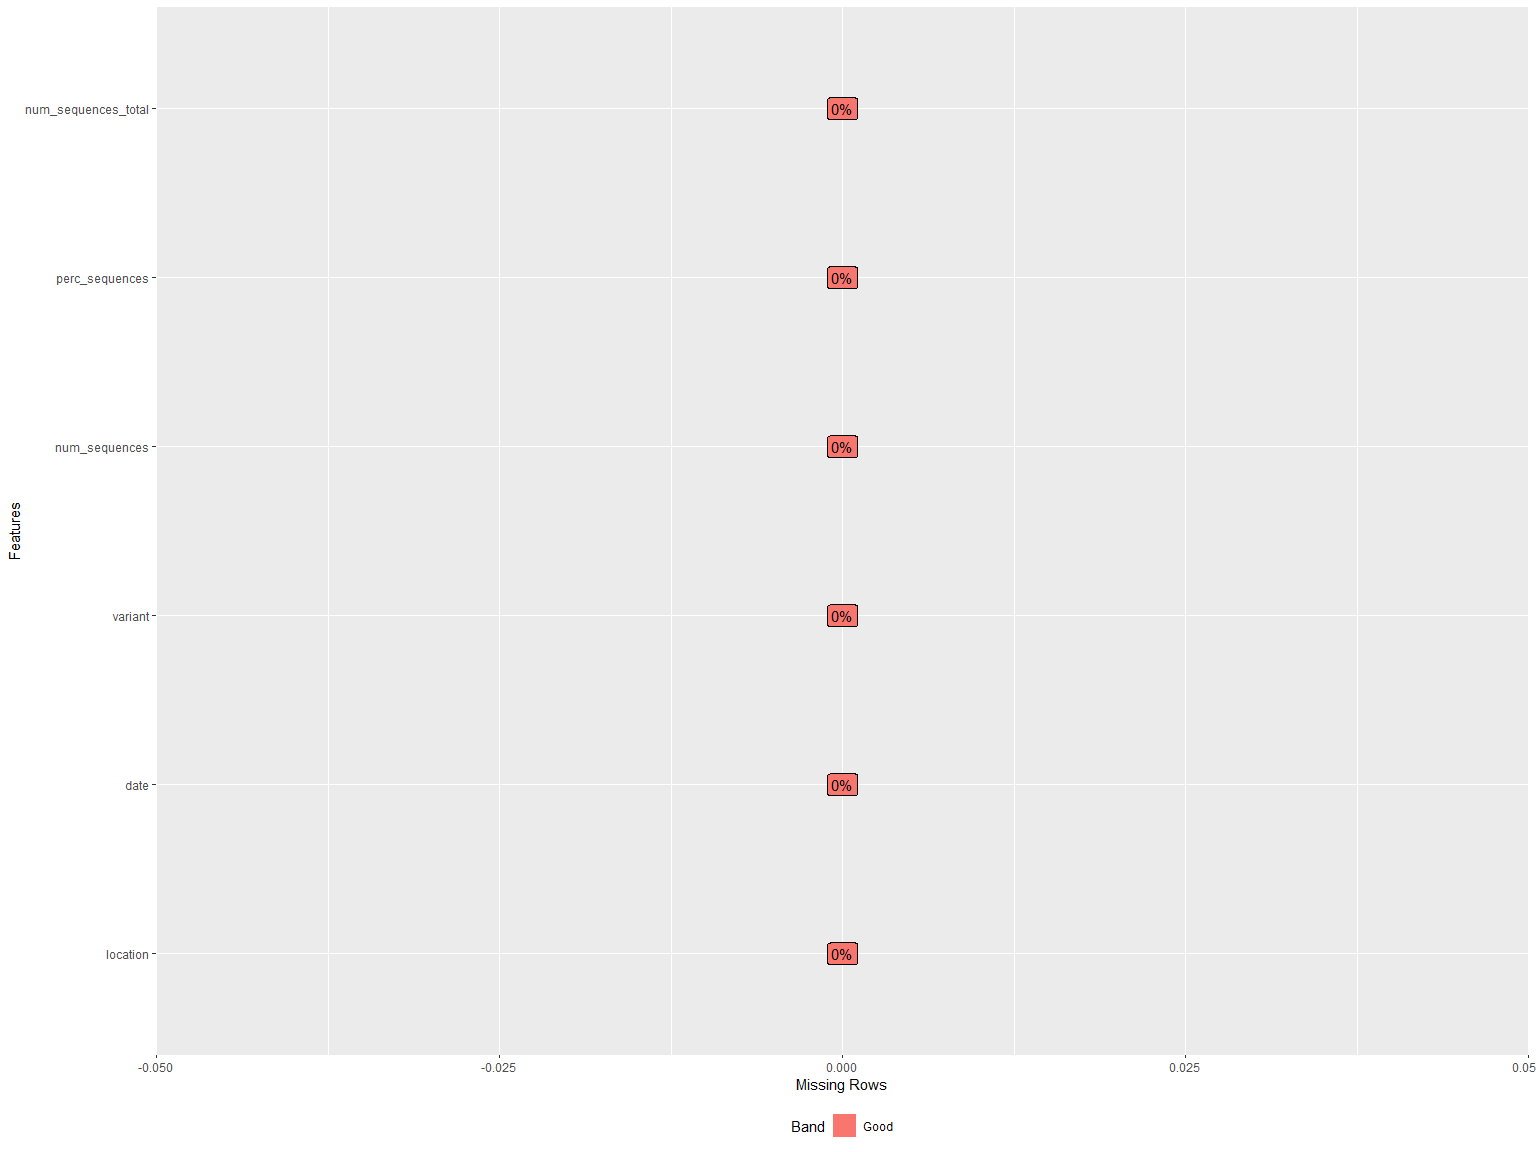 num_sequences_total
0%
perc_sequences
0%
num_sequences
0%
Features
variant
0%
date
0%
location
0%
-0.050
-0.025
0.000
0.025
0.05
Missing Rows
Band
Good